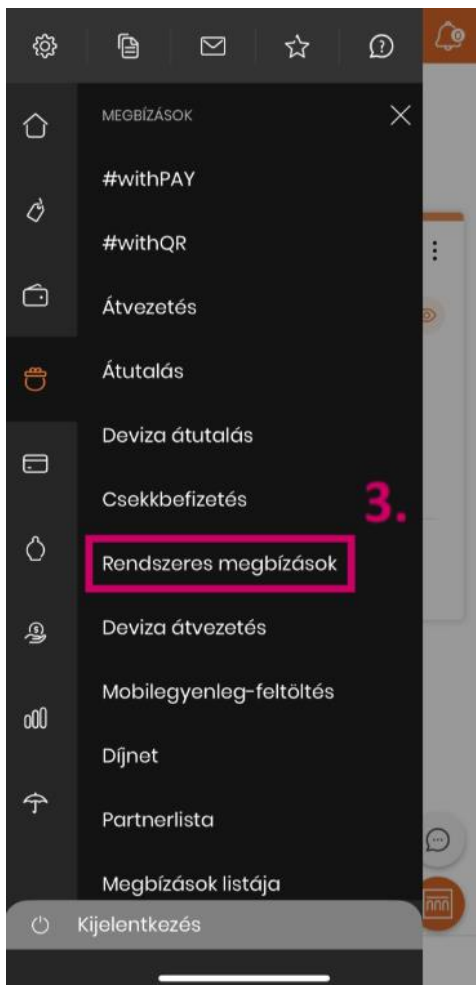 MEGBÍZÁSOK
#withPAY
#withQR
Átvezetés
Átutalás
Deviza átutalás
Csekkbefizetés
3.
Rendszeres megbízások
Deviza átvezetés
Mobilegyenleg-feltöltés
Díjnet
Partnerlista
Megbízások listája
Kijelentkezés